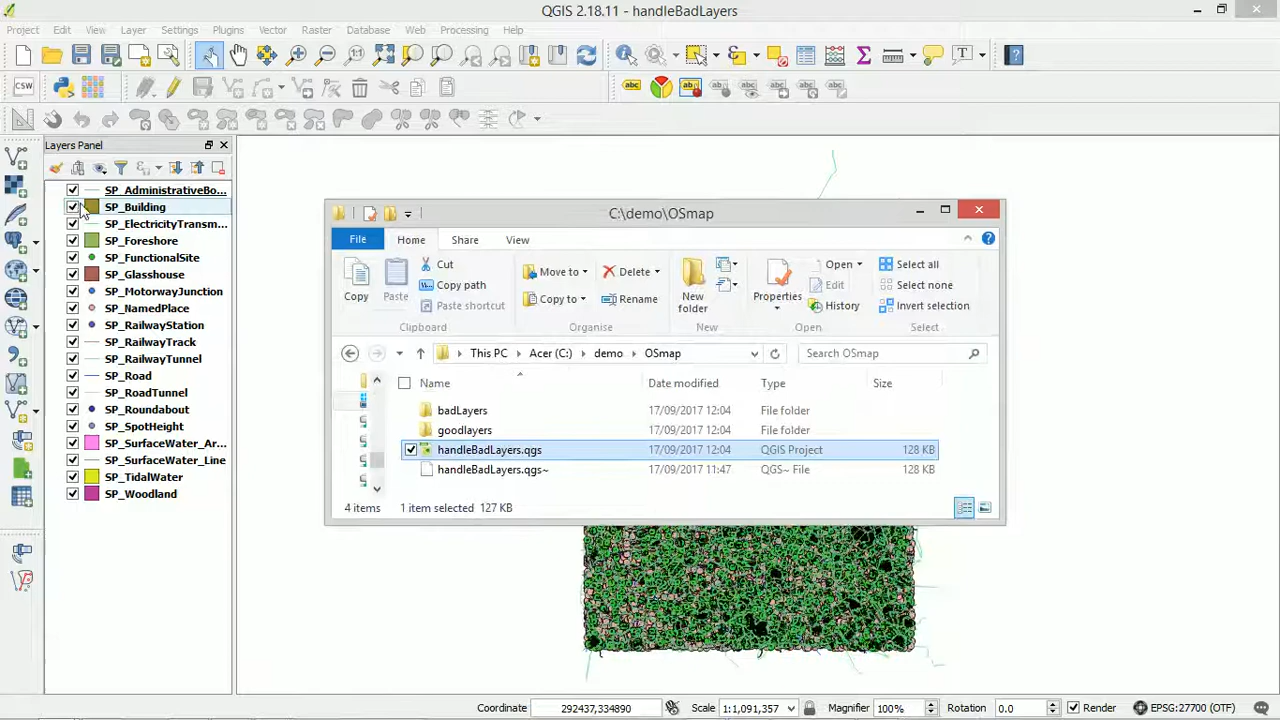 QGIS 2.18.11 - handleBadLayers
Project Edit View Layer Settings Plugins Vector Raster Database Web Processing Help
CSW abc abc
Layers Panel
SP_AdministrativeBo...
SP_Building
SP_ElectricityTransm...
SP_Foreshore
SP_FunctionalSite
SP_Glasshouse
SP_MotorwayJunction
SP_NamedPlace
SP_RailwayStation
SP_RailwayTrack
SP_RailwayTunnel
SP_Road
SP_RoadTunnel
SP_Roundabout
SP_SpotHeight
SP_SurfaceWater_Ar...
SP_SurfaceWater_Line
SP_TidalWater
SP_Woodland
C:\demo\OSmap
File Home Share View
Copy Paste Cut
Copy path
Paste shortcut
Clipboard
Move to Delete
Copy to Rename
Organise
New folder
New
Properties Open
Edit
History
Open
Select all
Select none
Invert selection
Select
This PC Acer (C:) demo OSmap Search OSmap
Name Date modified Type Size
badLayers 17/09/2017 12:04 File folder
goodlayers 17/09/2017 12:04 File folder
handleBadLayers.qgs 17/09/2017 12:04 QGIS Project 128 KB
handleBadLayers.qgs~ 17/09/2017 11:47 QGS~ File 128 KB
4 items 1 item selected 127 KB
Coordinate 292437,334890 Scale 1:1,091,357 Magnifier 100% Rotation 0.0 Render EPSG:27700 (OTF)